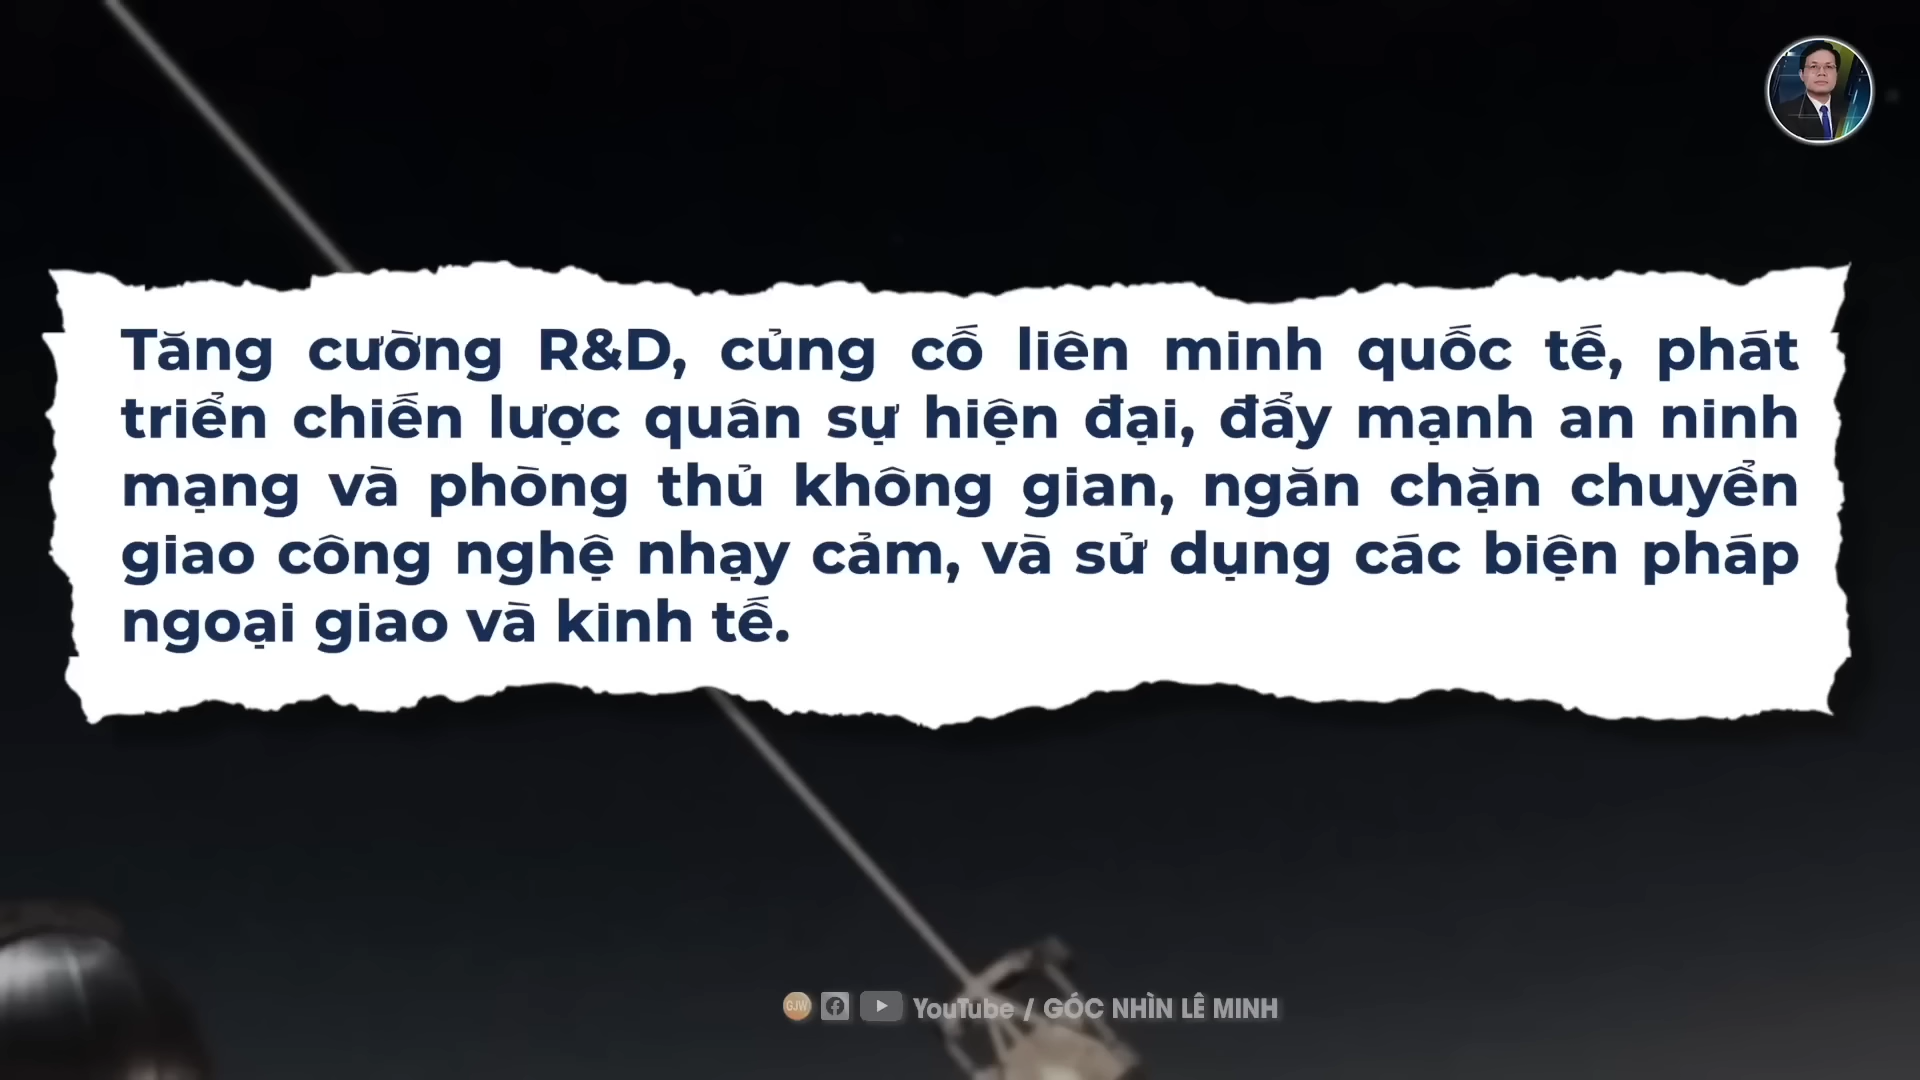 Tăng cường R&D, củng cố liên minh quốc tế, phát
triển chiến lược quân sự hiện đại, đẩy mạnh an ninh
mạng và phòng thủ không gian, ngăn chặn chuyển
giao công nghệ nhạy cảm, và sử dụng các biện pháp
ngoại giao và kinh tế.
GJW YouTube / GÓC NHÌN LÊ MINH